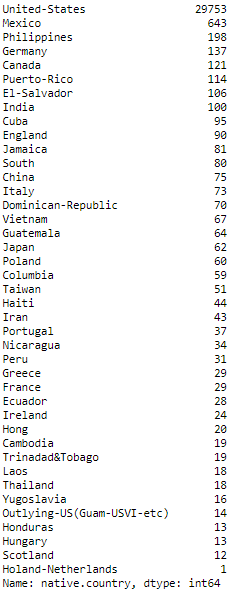 United-States 29753
Mexico 643
Philippines 198
Germany 137
Canada 121
Puerto-Rico 114
El-Salvador 106
India 100
Cuba 95
England 90
Jamaica 81
South 80
China 75
Italy 73
Dominican-Republic 70
Vietnam 67
Guatemala 64
Japan 62
Poland 60
Columbia 59
Taiwan 51
Haiti 44
Iran 43
Portugal 37
Nicaragua 34
Peru 31
Greece 29
France 29
Ecuador 28
Ireland 24
Hong 20
Cambodia 19
Trinadad&Tobago 19
Laos 18
Thailand 18
Yugoslavia 16
Outlying-US(Guam-USVI-etc) 14
Honduras 13
Hungary 13
Scotland 12
Holand-Netherlands 1
Name: native.country, dtype: int64